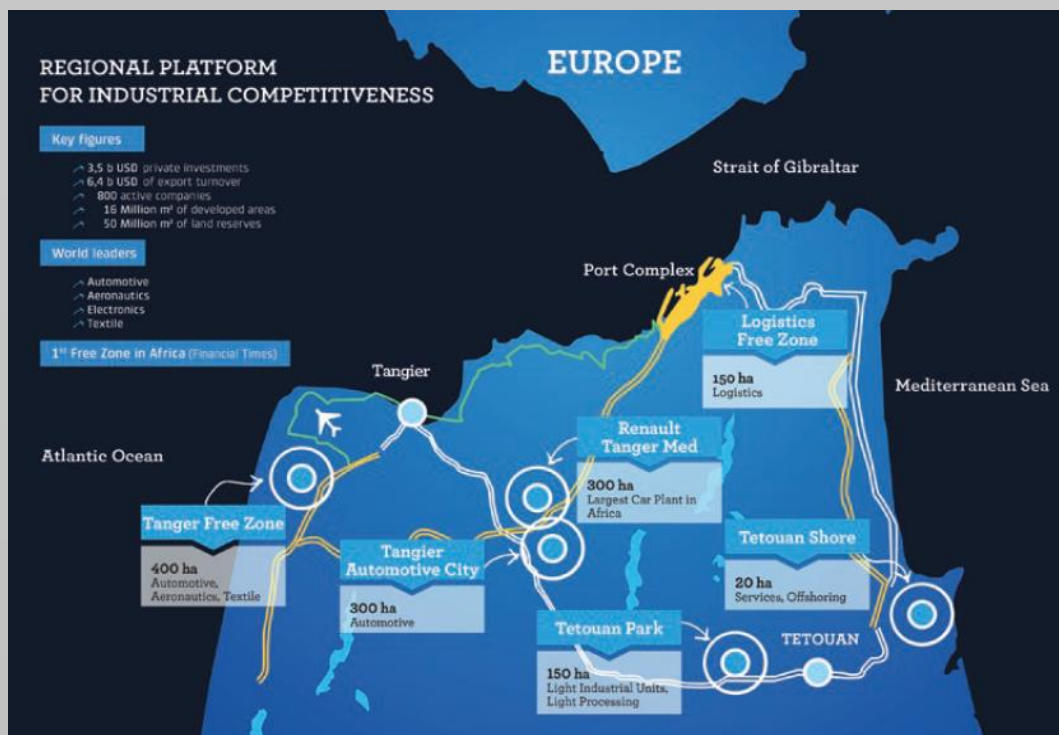 REGIONAL PLATFORM
FOR INDUSTRIAL COMPETITIVENESS
Key figures
3,5 b USD private investments
6,4 b USD of export turnover
800 active companies
16 Million m² of developed areas
50 Million m² of land reserves
World leaders
Automotive
Aeronautics
Electronics
Textile
1st Free Zone in Africa (Financial Times)
EUROPE
Strait of Gibraltar
Port Complex
Logistics
Free Zone
150 ha
Logistics
Mediterranean Sea
Tangier
Atlantic Ocean
Renault
Tanger Med
300 ha
Largest Car Plant in
Africa
Tanger Free Zone
400 ha
Automotive,
Aeronautics, Textile
Tangier
Automotive City
300 ha
Automotive
Tetouan Shore
20 ha
Services, Offshoring
Tetouan Park
150 ha
Light Industrial Units,
Light Processing
TETOUAN